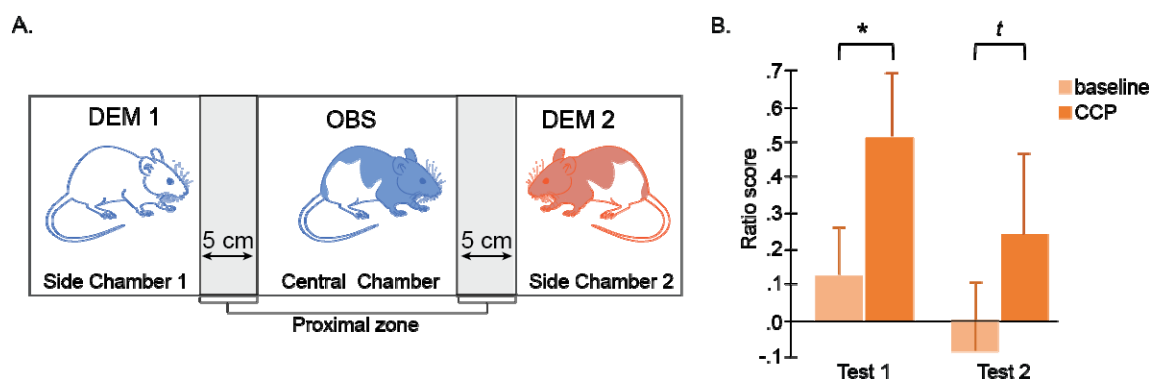 A.
DEM 1
OBS
DEM 2
5 cm
5 cm
Side Chamber 1
Central Chamber
Side Chamber 2
Proximal zone
B.
*
t
baseline
CCP
Ratio score
.7
.6
.5
.4
.3
.2
.1
.0
-.1
Test 1
Test 2